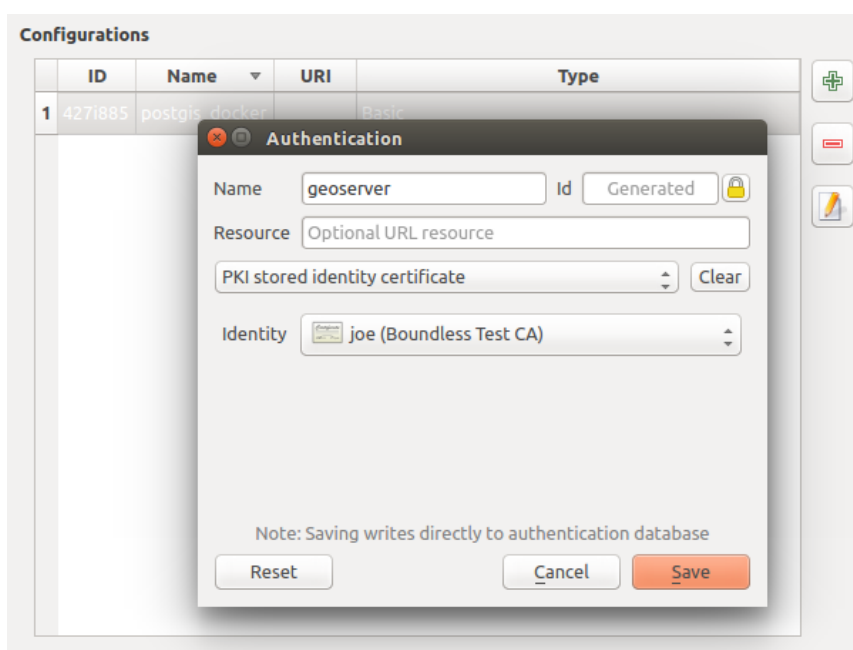 Configurations
ID Name URI Type
1 427i885 postgis_docker Basic
Authentication
Name geoserver Id Generated
Resource Optional URL resource
PKI stored identity certificate Clear
Identity joe (Boundless Test CA)
Note: Saving writes directly to authentication database
Reset Cancel Save